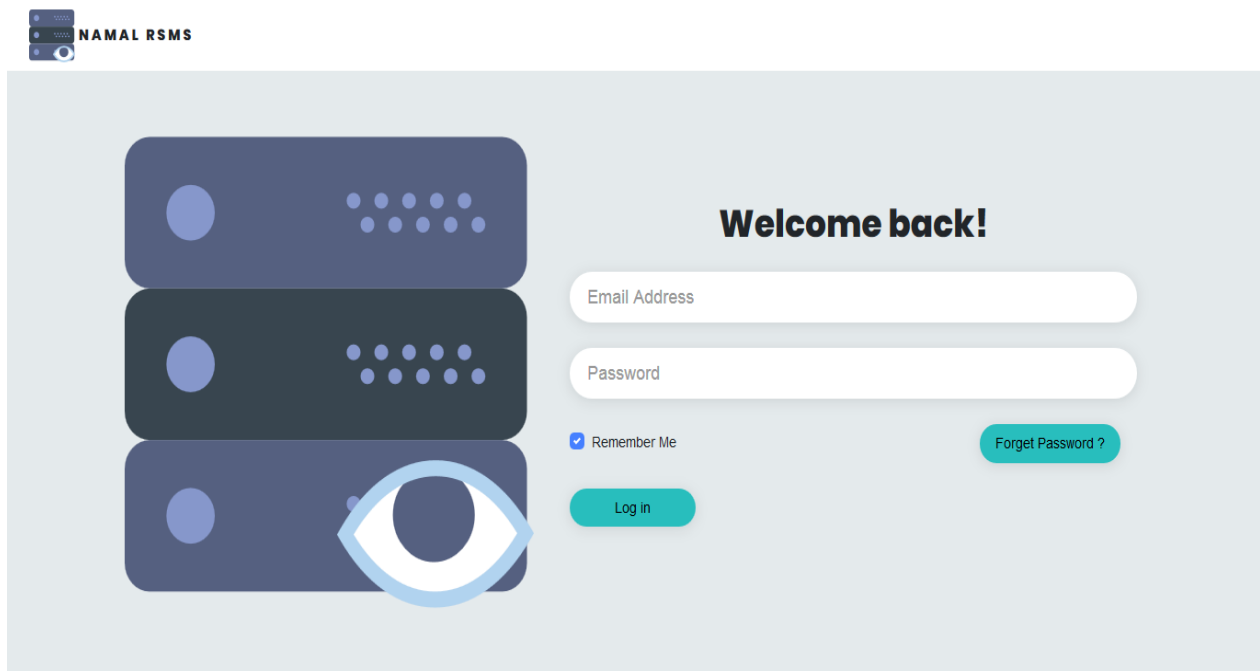 NAMAL RSMS
Welcome back!
Email Address
Password
Remember Me
Forget Password ?
Log in